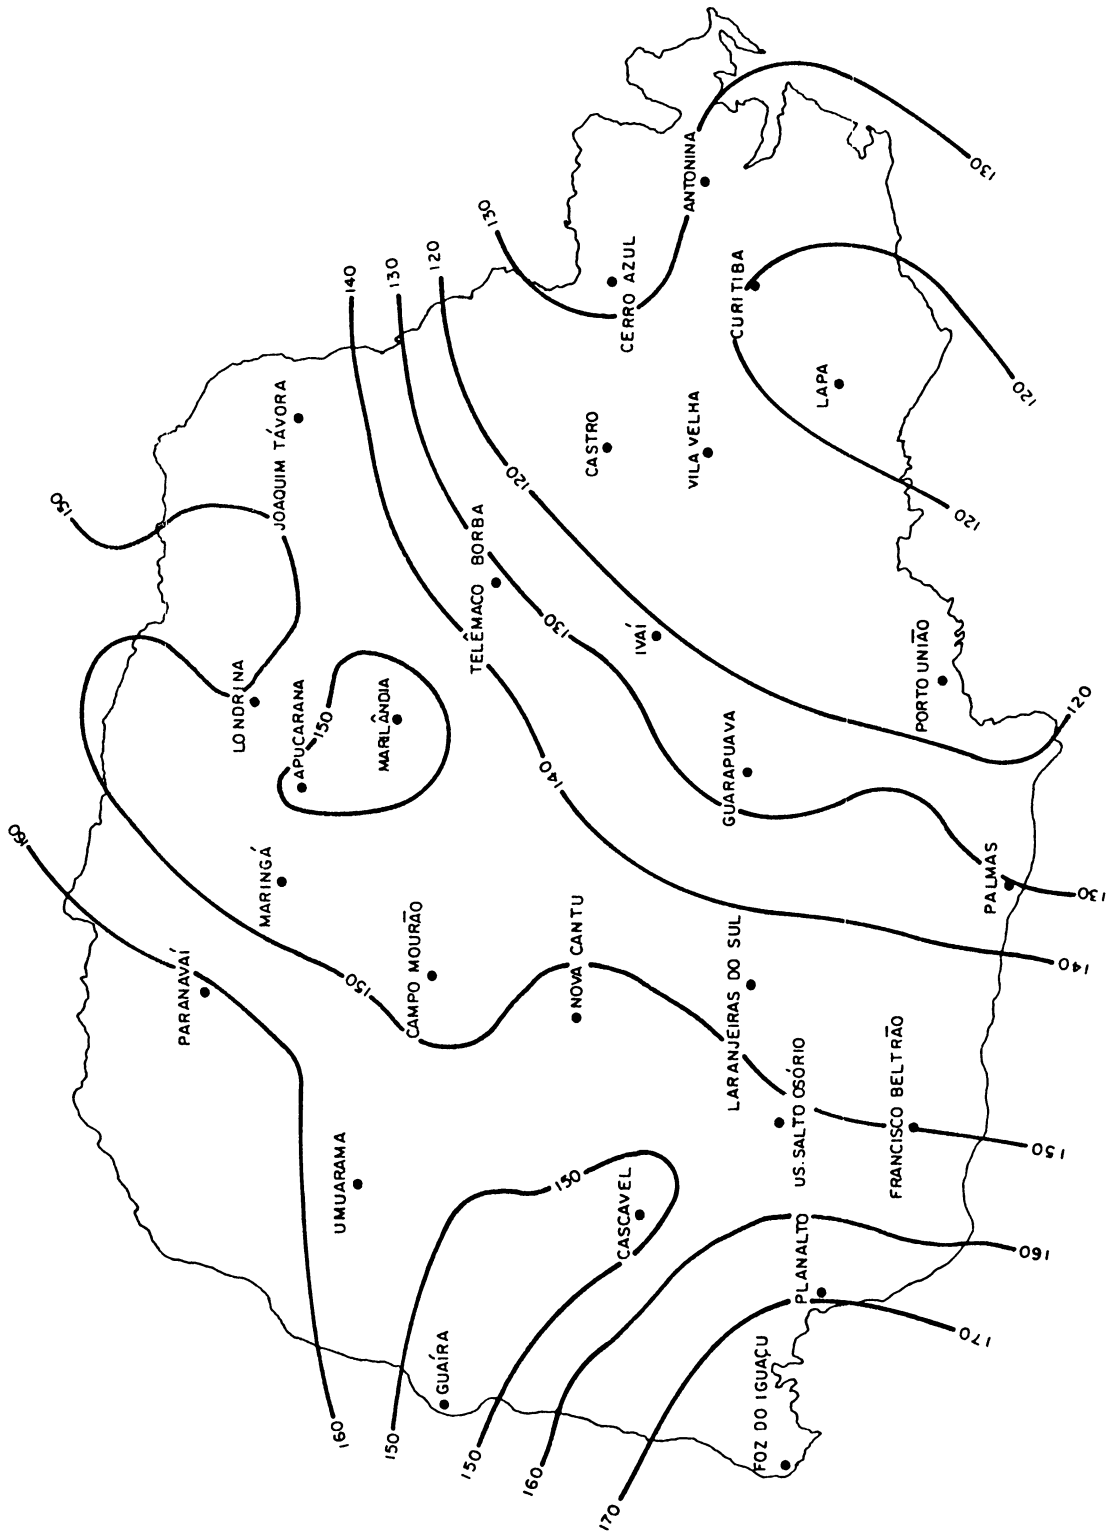 160
150
PARANAVAÍ
MARINGÁ
LONDRINA
JOAQUIM TÁVORA
APUCARANA
150
MARILÂNDIA
150
CAMPO MOURÃO
UMUARAMA
160
150
GUAÍRA
150
160
170
140
130
120
130
TELÊMACO BORBA
120
130
140
NOVA CANTU
150
CASCAVEL
CERRO AZUL
CASTRO
IVAÍ
ANTONINA
VILA VELHA
CURITIBA
GUARAPUAVA
LARANJEIRAS DO SUL
US. SALTO OSÓRIO
PLANALTO
FOZ DO IGUAÇU
LAPA
PORTO UNIÃO
FRANCISCO BELTRÃO
PALMAS
130
120
120
120
130
140
150
160
170